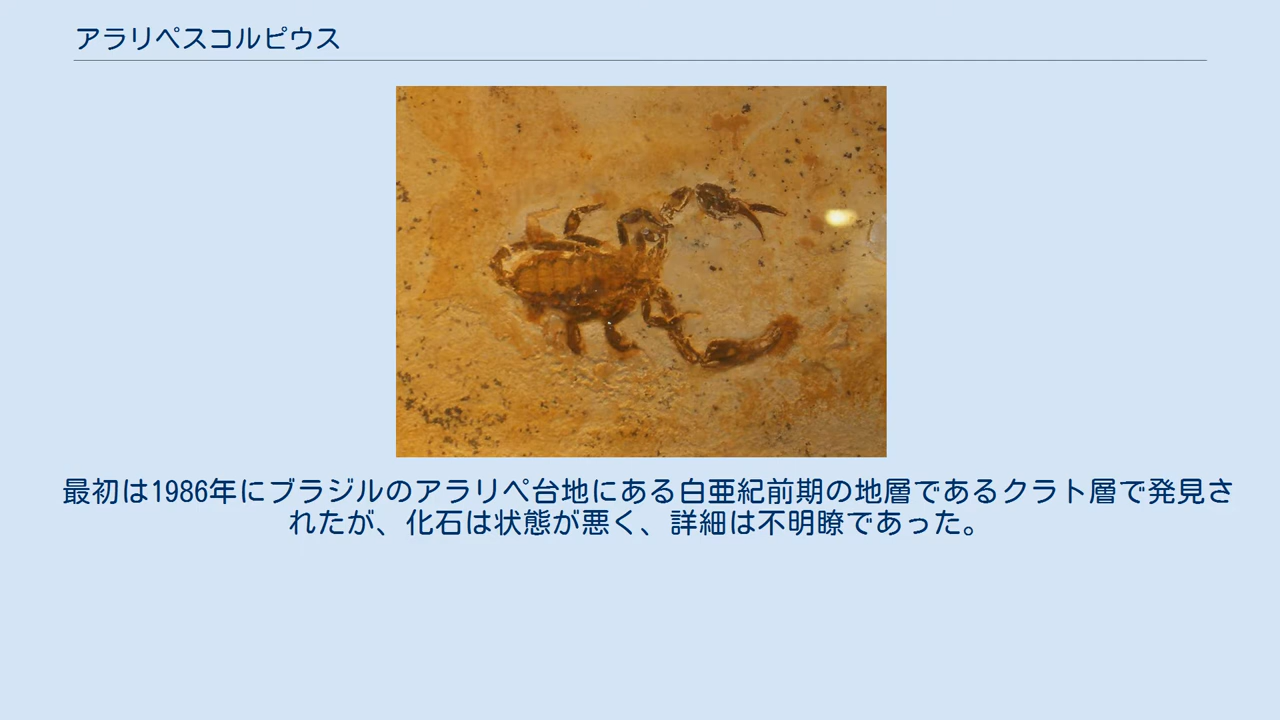 アラリペスコルピウス
最初は1986年にブラジルのアラリペ台地にある白亜紀前期の地層であるクラト層で発見さ
れたが、化石は状態が悪く、詳細は不明瞭であった。